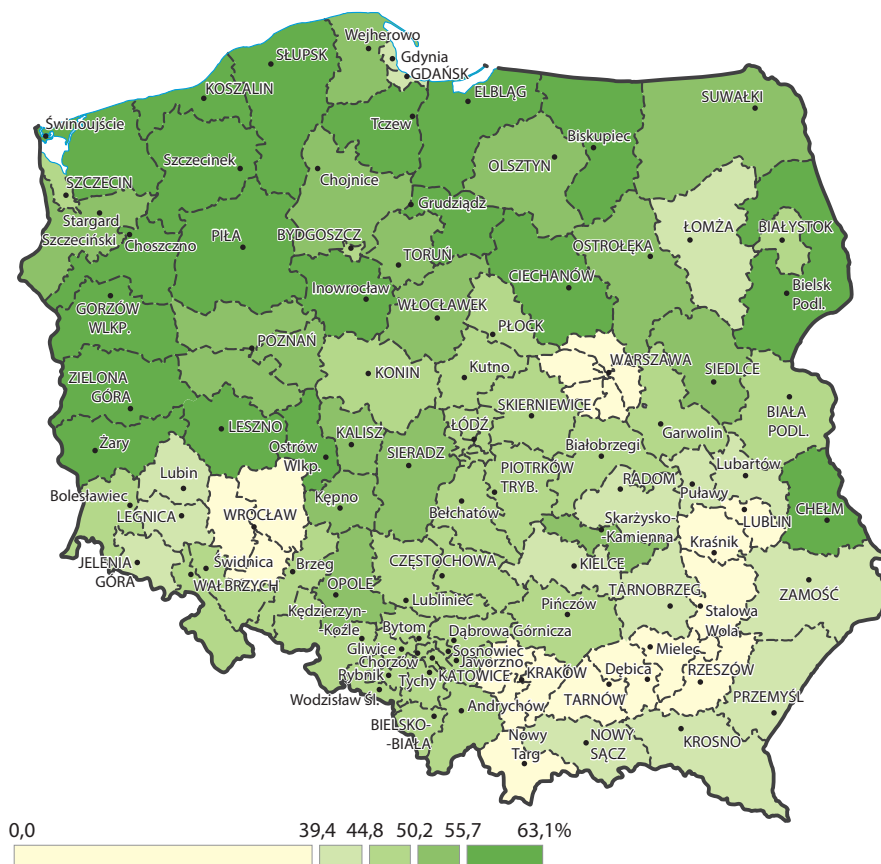 Wejherowo
Gdynia
GDAŃSK
SŁUPSK
KOSZALIN
ELBLĄG
SUWAŁKI
Świnoujście
Tczew
Biskupiec
Szczecinek
OLSZTYN
Chojnice
SZCZECIN
Grudziądz
Stargard
Szczeciński
Choszczno
PIŁA
BYDGOSZCZ
TORUŃ
OSTROŁĘKA
ŁOMŻA
BIAŁYSTOK
CIECHANÓW
Bielsk
Podl.
Inowrocław
GORZÓW
WLKP.
WŁOCŁAWEK
PŁOCK
POZNAŃ
WARSZAWA
KONIN
Kutno
SIEDLCE
ZIELONA
GÓRA
SKIERNIEWICE
BIAŁA
PODL.
LESZNO
KALISZ
ŁÓDŹ
Garwolin
Żary
Ostrów
Wlkp.
SIERADZ
Białobrzegi
Lubin
PIOTRKÓW
TRYB.
RADOM
Lubartów
Puławy
Bolesławiec
Kępno
Bełchatów
CHEŁM
LEGNICA
WROCŁAW
Skarżysko-
-Kamienna
LUBLIN
Kraśnik
JELENIA
GÓRA
Świdnica
WAŁBRZYCH
Brzeg
CZĘSTOCHOWA
KIELCE
OPOLE
TARNOBRZEG
ZAMOŚĆ
Lubliniec
Pińczów
Stalowa
Wola
Kędzierzyn-
-Koźle
Bytom
Dąbrowa Górnicza
Gliwice
Sosnowiec
Mielec
Chorzów
Jaworzno
Rybnik
Tychy
KATOWICE
KRAKÓW
Dębica
RZESZÓW
Wodzisław Śl.
TARNÓW
PRZEMYŚL
Andrychów
BIELSKO-
-BIAŁA
Nowy
Targ
NOWY
SĄCZ
KROSNO
0,0 39,4 44,8 50,2 55,7 63,1%